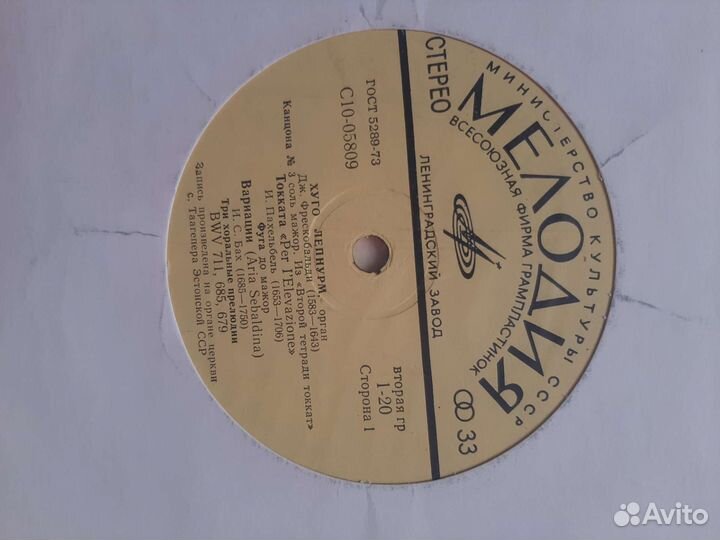 МИНИСТЕРСТВО КУЛЬТУРЫ СССР
МЕЛОДИЯ
ВСЕСОЮЗНАЯ ФИРМА ГРАМПЛАСТИНОК
СТЕРЕО
33
ЛЕНИНГРАДСКИЙ ЗАВОД
ГОСТ 5289-73
С10-05809
вторая гр
1-20
Сторона 1
ХУГО ЛЕПНУРМ, орган
Дж. Фрескобальди (1583—1643)
Канцона № 3 соль мажор. Из «Второй тетради токкат»
Токката «Per l'Elevazione»
И. Пахельбель (1653—1706)
Фуга до мажор
Вариации (Aria Sebaldina)
И. С. Бах (1685—1750)
Три хоральные прелюдии
BWV 711, 685, 679
Запись произведена на органе церкви
с. Таагепера Эстонской ССР
Avito